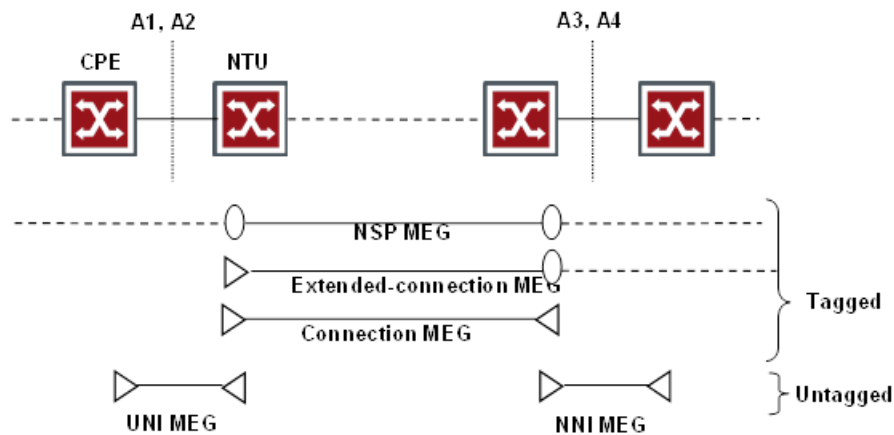 A1, A2
A3, A4
CPE
NTU
NSP MEG
Extended-connection MEG
Connection MEG
Tagged
UNI MEG
NNI MEG
Untagged